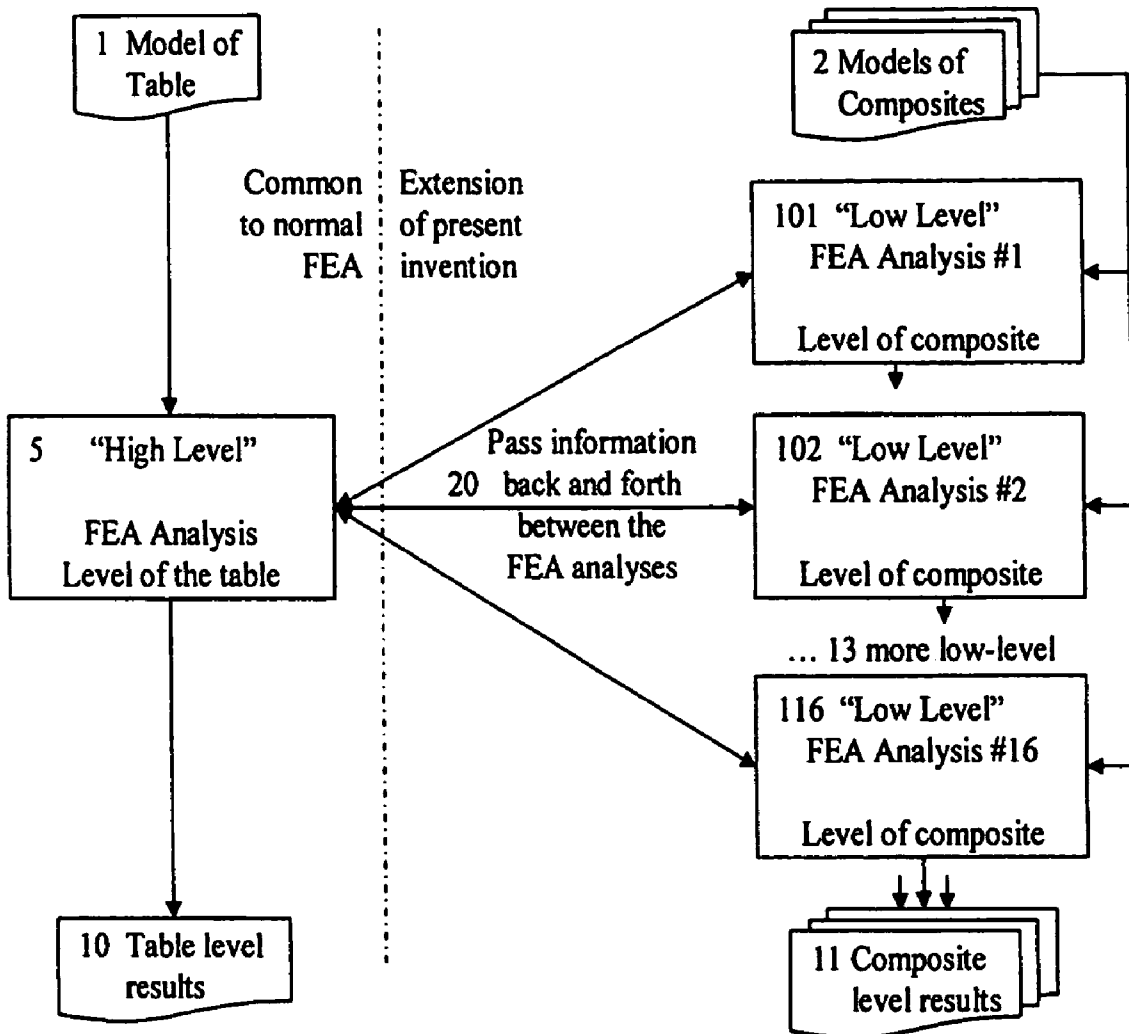 1 Model of
Table
2 Models of
Composites
Common
to normal
FEA
Extension
of present
invention
101 “Low Level”
FEA Analysis #1
Level of composite
5 “High Level”
FEA Analysis
Level of the table
Pass information
20 back and forth
between the
FEA analyses
102 “Low Level”
FEA Analysis #2
Level of composite
... 13 more low-level
116 “Low Level”
FEA Analysis #16
Level of composite
10 Table level
results
11 Composite
level results